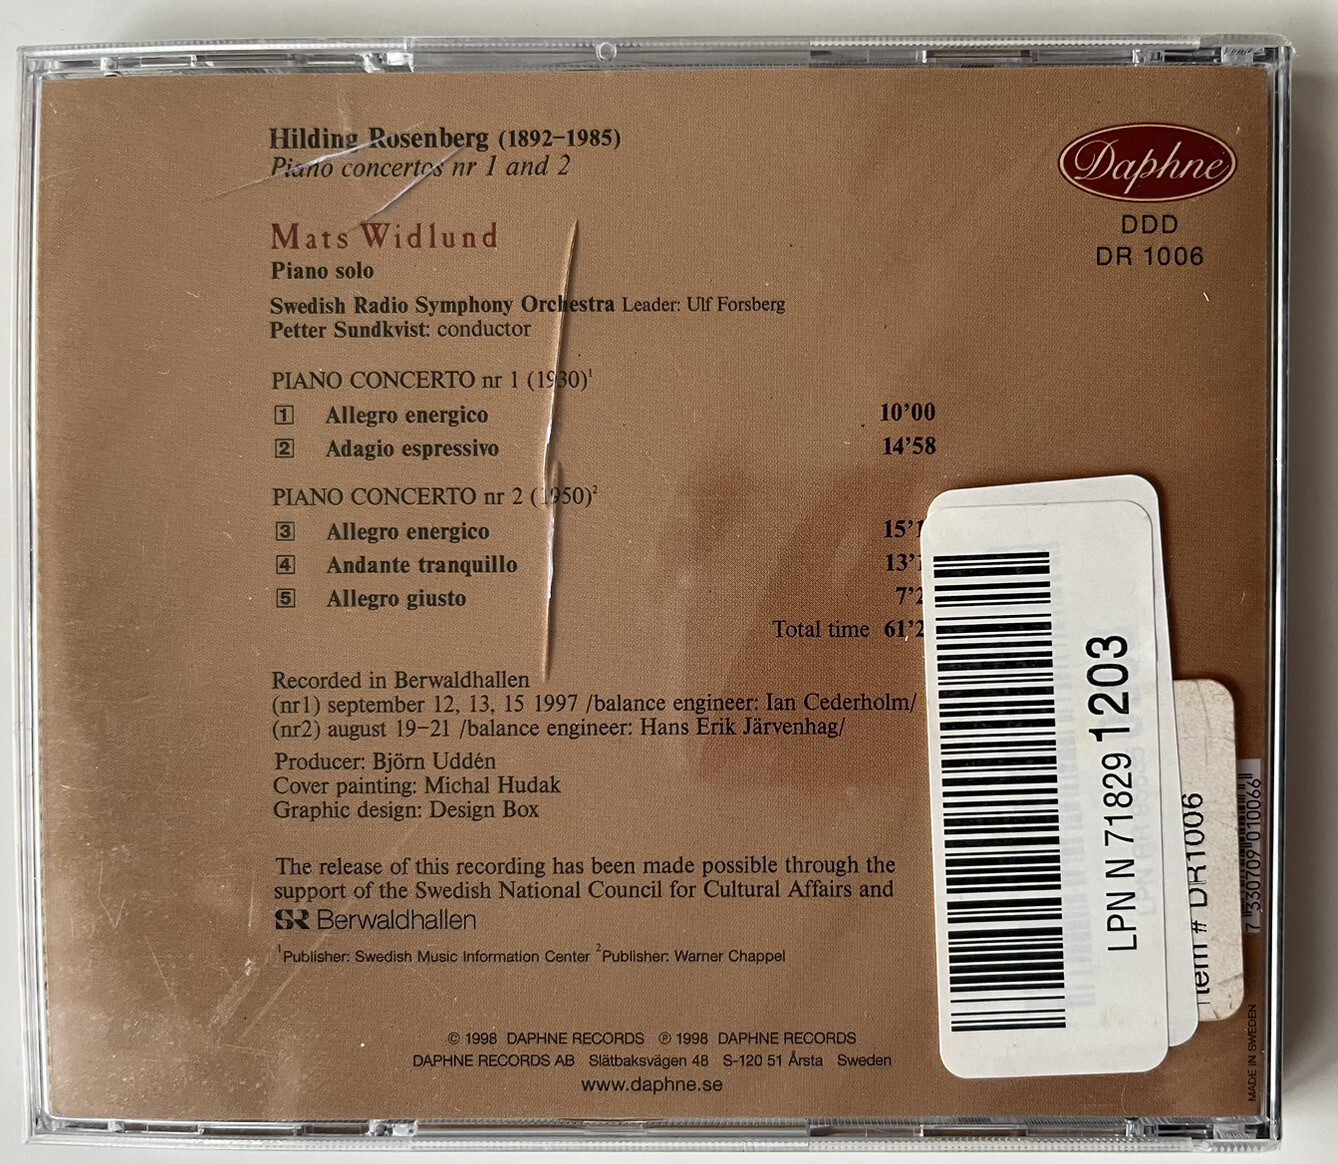 Hilding Rosenberg (1892–1985)
Piano concertos nr 1 and 2
Daphne
DDD
DR 1006
Mats Widlund
Piano solo
Swedish Radio Symphony Orchestra Leader: Ulf Forsberg
Petter Sundkvist: conductor
PIANO CONCERTO nr 1 (1930)¹
1 Allegro energico 10’00
2 Adagio espressivo 14’58
PIANO CONCERTO nr 2 (1950)²
3 Allegro energico
4 Andante tranquillo
5 Allegro giusto
Total time
Recorded in Berwaldhallen
(nr1) september 12, 13, 15 1997 /balance engineer: Ian Cederholm/
(nr2) august 19–21 /balance engineer: Hans Erik Järvenhag/
Producer: Björn Uddén
Cover painting: Michal Hudak
Graphic design: Design Box
The release of this recording has been made possible through the
support of the Swedish National Council for Cultural Affairs and
SR Berwaldhallen
¹Publisher: Swedish Music Information Center ²Publisher: Warner Chappel
© 1998 DAPHNE RECORDS ℗ 1998 DAPHNE RECORDS
DAPHNE RECORDS AB Slätbaksvägen 48 S-120 51 Årsta Sweden
www.daphne.se
LPN N 71829 1203
Item # DR1006
7 330709 010066
MADE IN SWEDEN